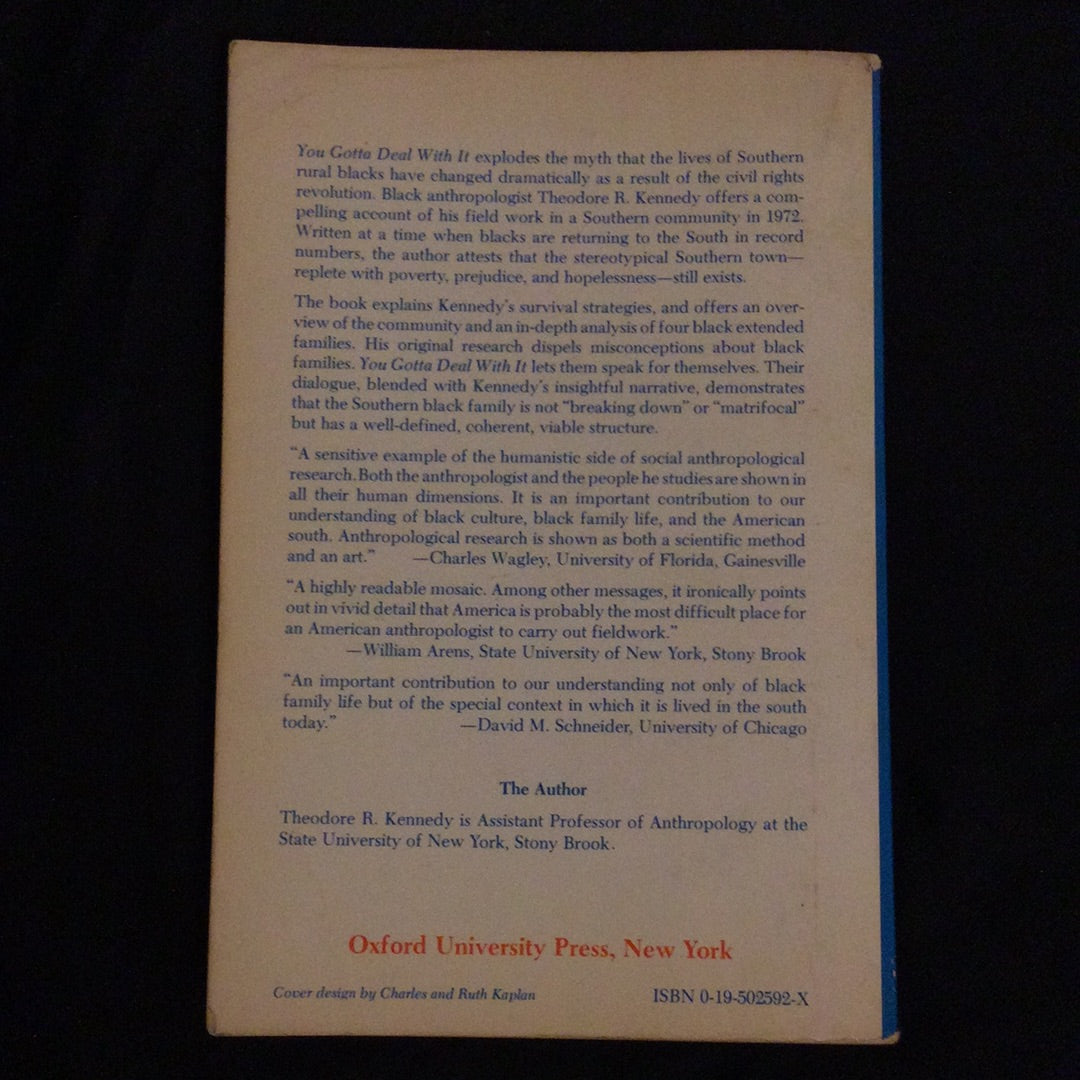 You Gotta Deal With It explodes the myth that the lives of Southern
rural blacks have changed dramatically as a result of the civil rights
revolution. Black anthropologist Theodore R. Kennedy offers a com-
pelling account of his field work in a Southern community in 1972.
Written at a time when blacks are returning to the South in record
numbers, the author attests that the stereotypical Southern town—
replete with poverty, prejudice, and hopelessness—still exists.
The book explains Kennedy's survival strategies, and offers an over-
view of the community and an in-depth analysis of four black extended
families. His original research dispels misconceptions about black
families. You Gotta Deal With It lets them speak for themselves. Their
dialogue, blended with Kennedy's insightful narrative, demonstrates
that the Southern black family is not "breaking down" or "matrifocal"
but has a well-defined, coherent, viable structure.
"A sensitive example of the humanistic side of social anthropological
research. Both the anthropologist and the people he studies are shown in
all their human dimensions. It is an important contribution to our
understanding of black culture, black family life, and the American
south. Anthropological research is shown as both a scientific method
and an art." —Charles Wagley, University of Florida, Gainesville
"A highly readable mosaic. Among other messages, it ironically points
out in vivid detail that America is probably the most difficult place for
an American anthropologist to carry out fieldwork."
—William Arens, State University of New York, Stony Brook
"An important contribution to our understanding not only of black
family life but of the special context in which it is lived in the south
today." —David M. Schneider, University of Chicago
The Author
Theodore R. Kennedy is Assistant Professor of Anthropology at the
State University of New York, Stony Brook.
Oxford University Press, New York
Cover design by Charles and Ruth Kaplan
ISBN 0-19-502592-X